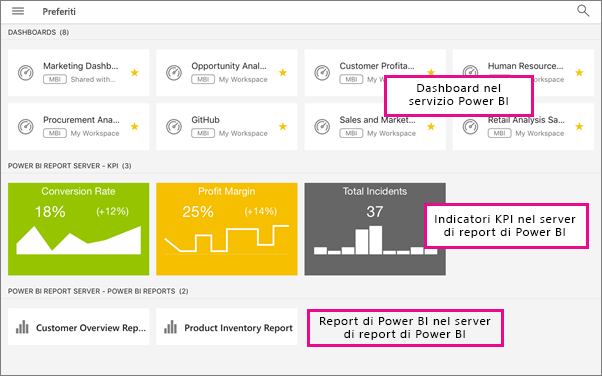 Preferiti
DASHBOARDS (8)
Marketing Dashb...
MBI Shared with...
Opportunity Anal...
MBI My Workspace
Customer Profita...
MBI My
Human Resource...
MBI My Workspace
Dashboard nel
servizio Power BI
Procurement Ana...
MBI My Workspace
GitHub
MBI My Workspace
Sales and Market...
MBI My Workspace
Retail Analysis Sa...
MBI My Workspace
POWER BI REPORT SERVER - KPI (3)
Conversion Rate
18% (+12%)
Profit Margin
25% (+14%)
Total Incidents
37
Indicatori KPI nel server
di report di Power BI
POWER BI REPORT SERVER - POWER BI REPORTS (2)
Customer Overview Rep...
Product Inventory Report
Report di Power BI nel server
di report di Power BI